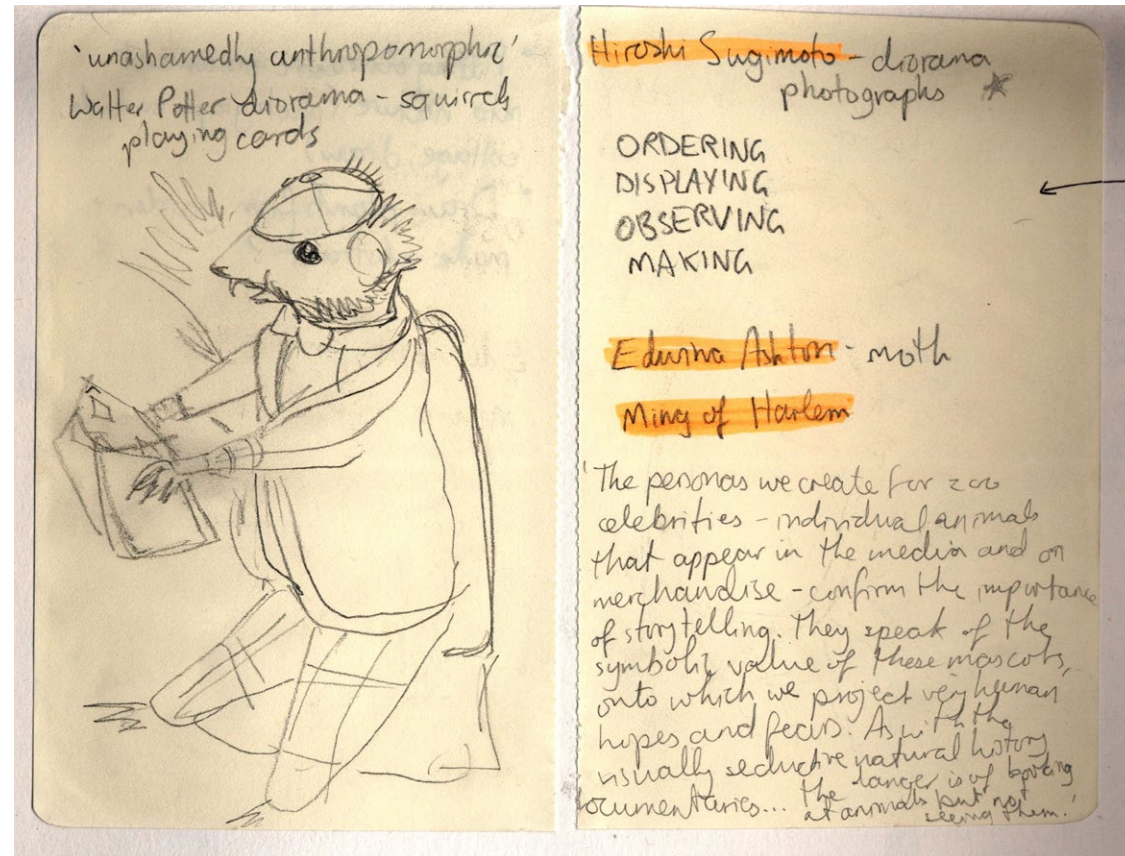 'unashamedly anthropomorphic'
Walter Potter diorama - squirrels
playing cards
Hiroshi Sugimoto - diorama
photographs
ORDERING
DISPLAYING
OBSERVING
MAKING
Edwina Ashton - moth
Ming of Harlem
'The personas we create for zoo
celebrities - individual animals
that appear in the media and on
merchandise - confirm the importance
of storytelling. They speak of the
symbolic value of these mascots,
onto which we project very human
hopes and fears. As with the
visually seductive natural history
documentaries... the danger is of looking
at animals but not
seeing them.'